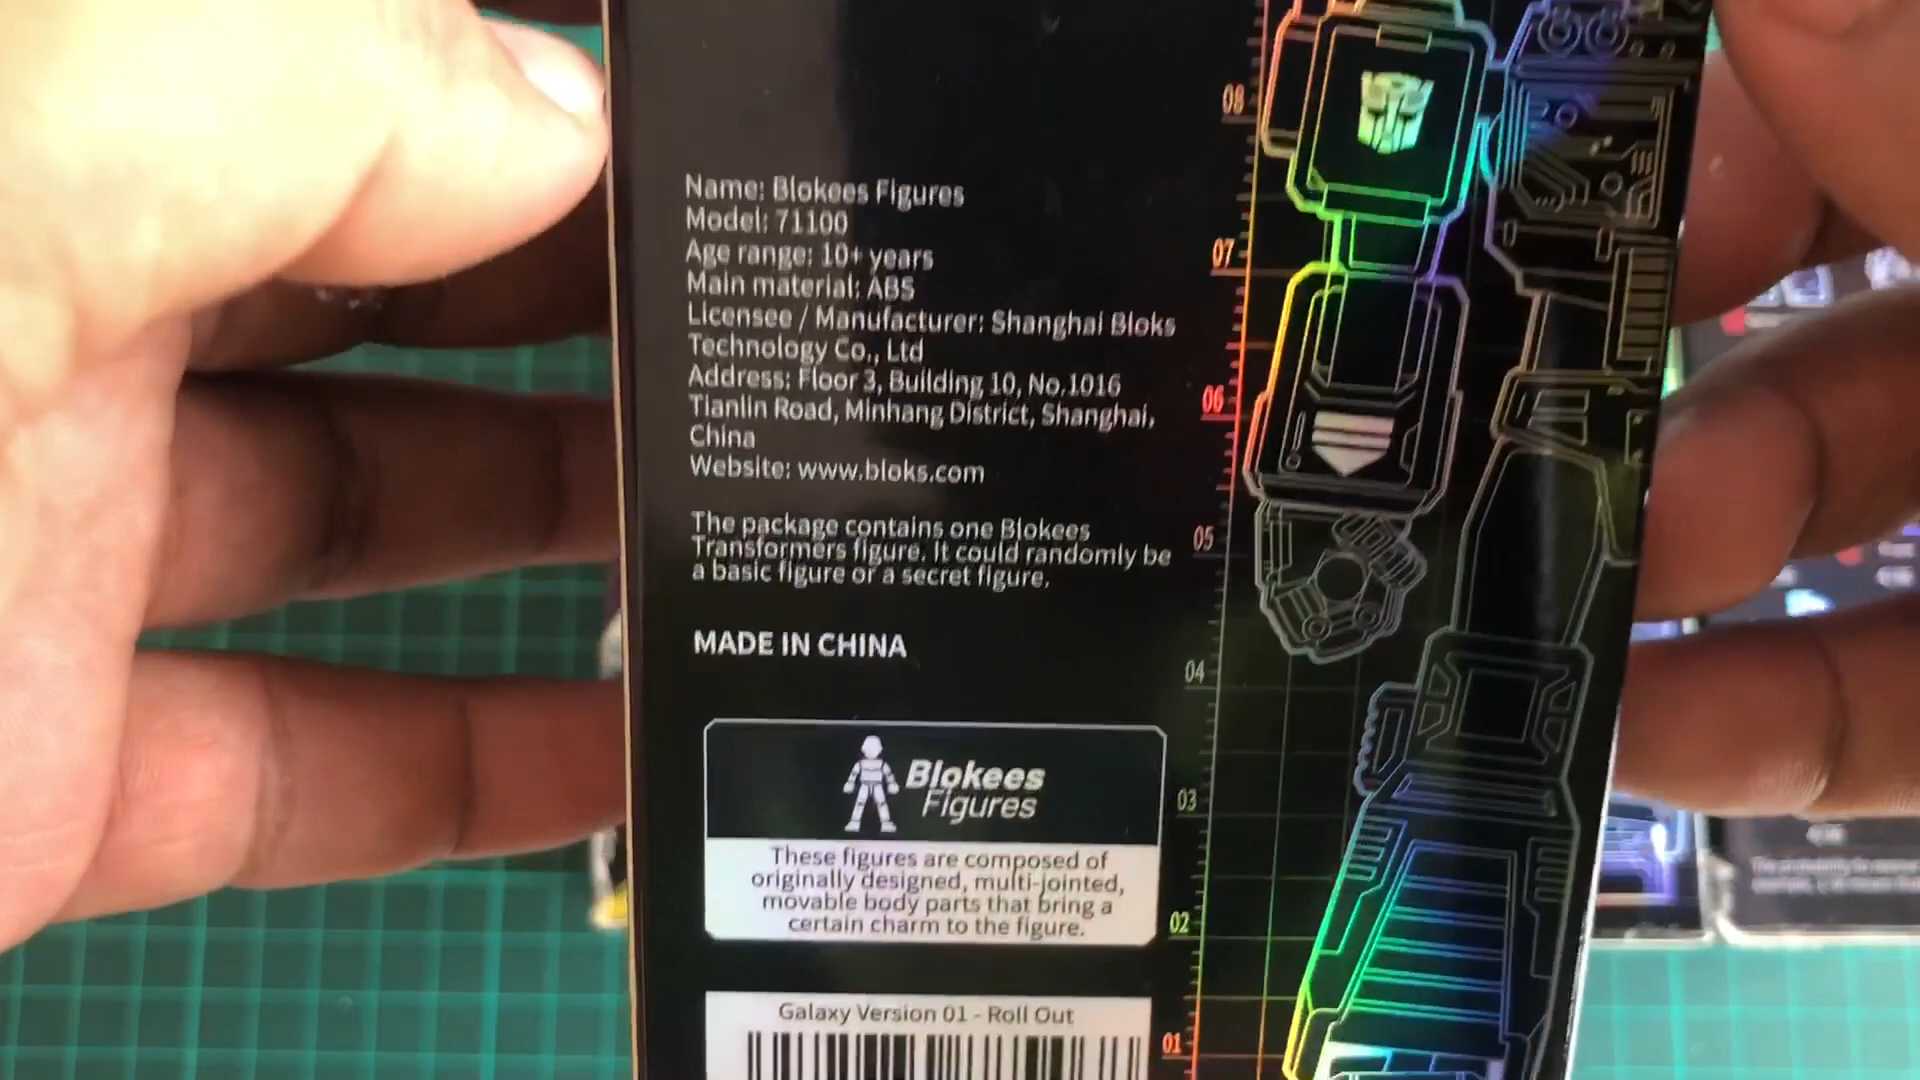 Name: Blokees Figures
Model: 71100
Age range: 10+ years
Main material: ABS
Licensee / Manufacturer: Shanghai Bloks
Technology Co., Ltd
Address: Floor 3, Building 10, No.1016
Tianlin Road, Minhang District, Shanghai,
China
Website: www.bloks.com
The package contains one Blokees
Transformers figure. It could randomly be
a basic figure or a secret figure.
MADE IN CHINA
Blokees
Figures
These figures are composed of
originally designed, multi-jointed,
movable body parts that bring a
certain charm to the figure.
Galaxy Version 01 - Roll Out
08
07
06
05
04
03
02
01